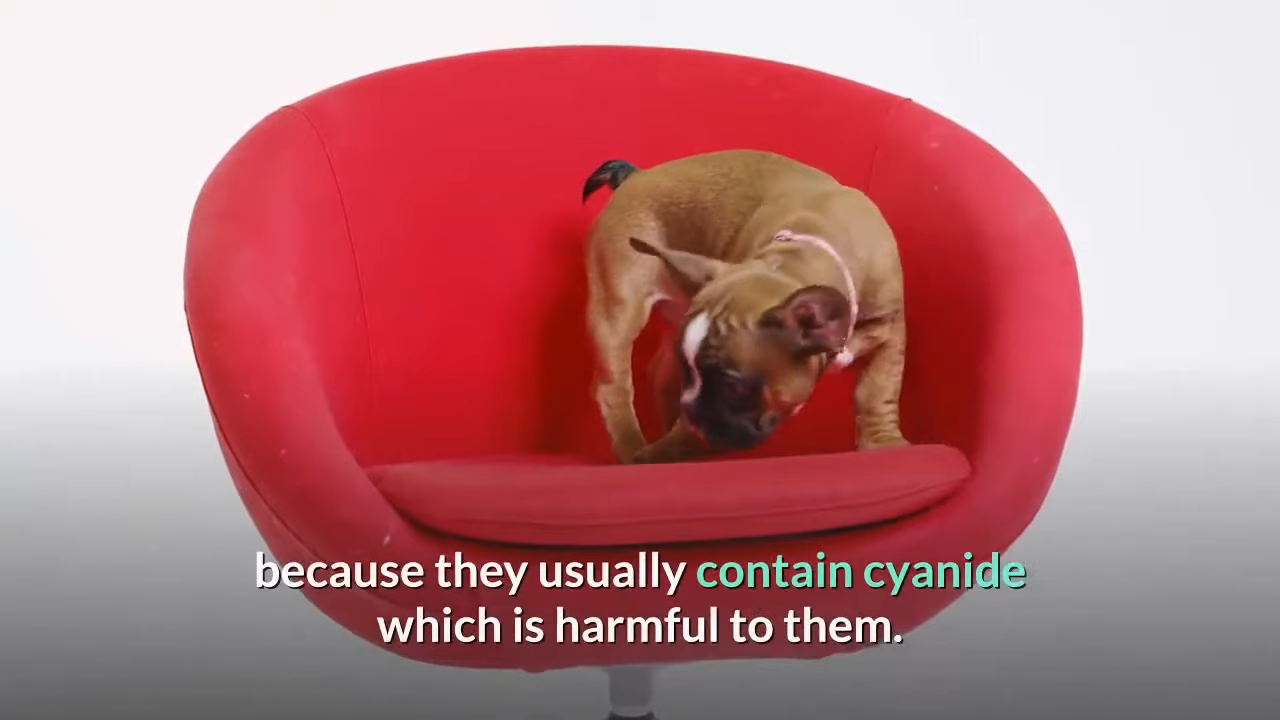 because they usually contain cyanide
which is harmful to them.